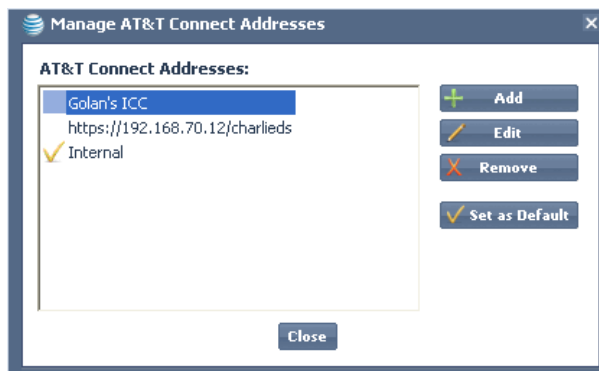 Manage AT&T Connect Addresses
AT&T Connect Addresses:
Golan's ICC
https://192.168.70.12/charlieds
Internal
Add
Edit
Remove
Set as Default
Close